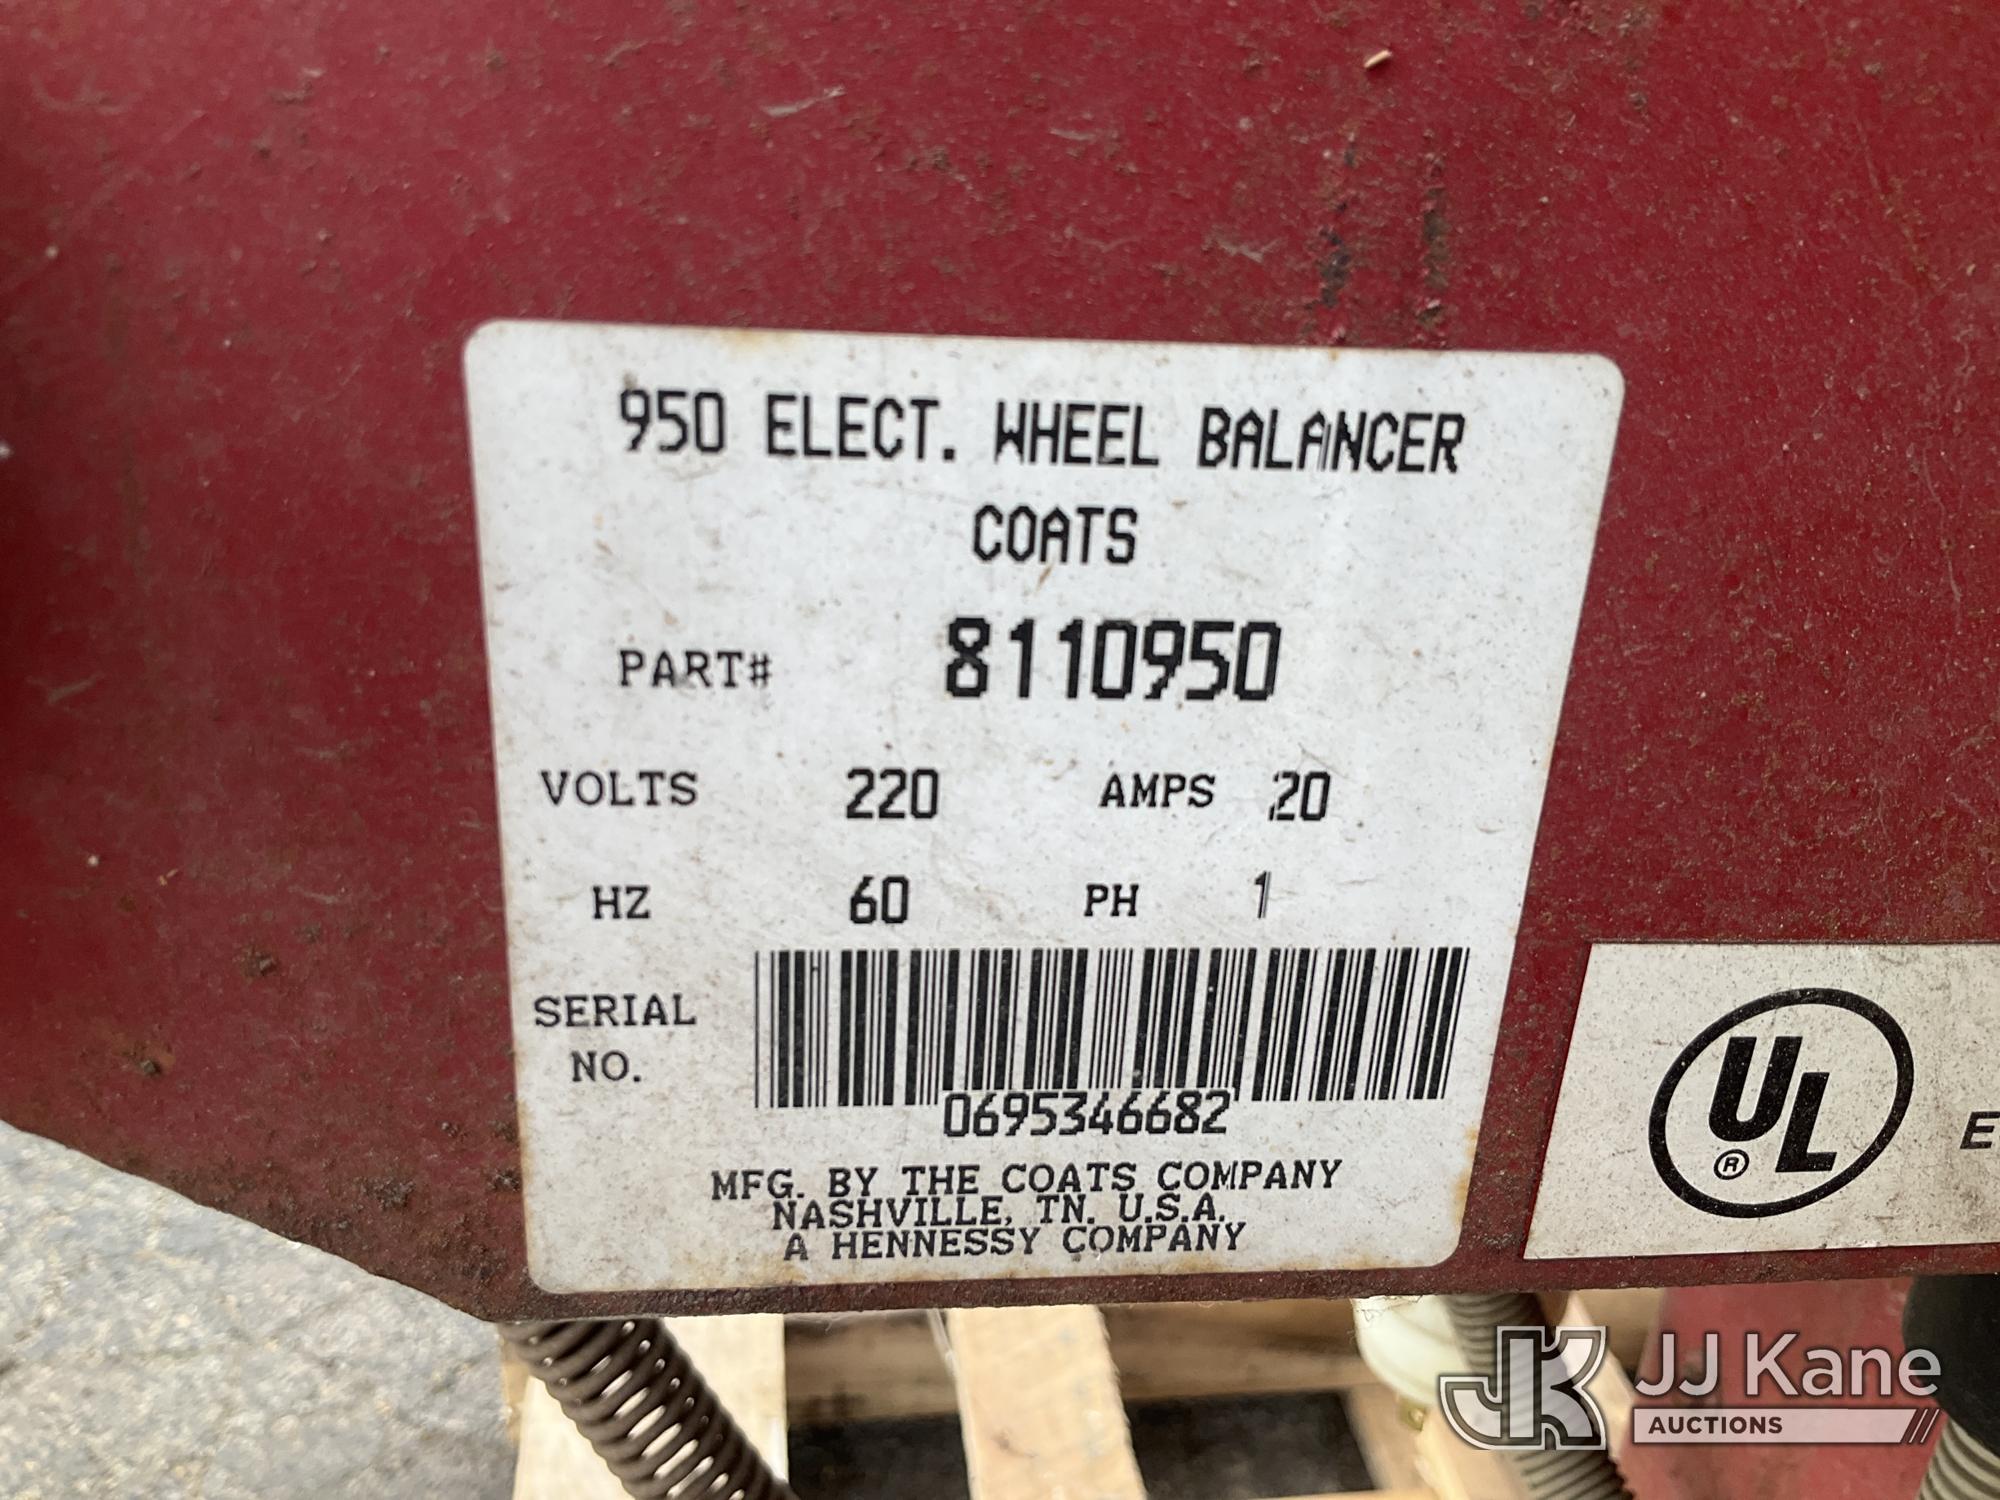 950 ELECT. WHEEL BALANCER
COATS
PART# 8110950
VOLTS 220 AMPS 20
HZ 60 PH 1
SERIAL NO.
0695346682
MFG. BY THE COATS COMPANY
NASHVILLE, TN. U.S.A.
A HENNESSY COMPANY
UL
®
E
JK JJ Kane
AUCTIONS